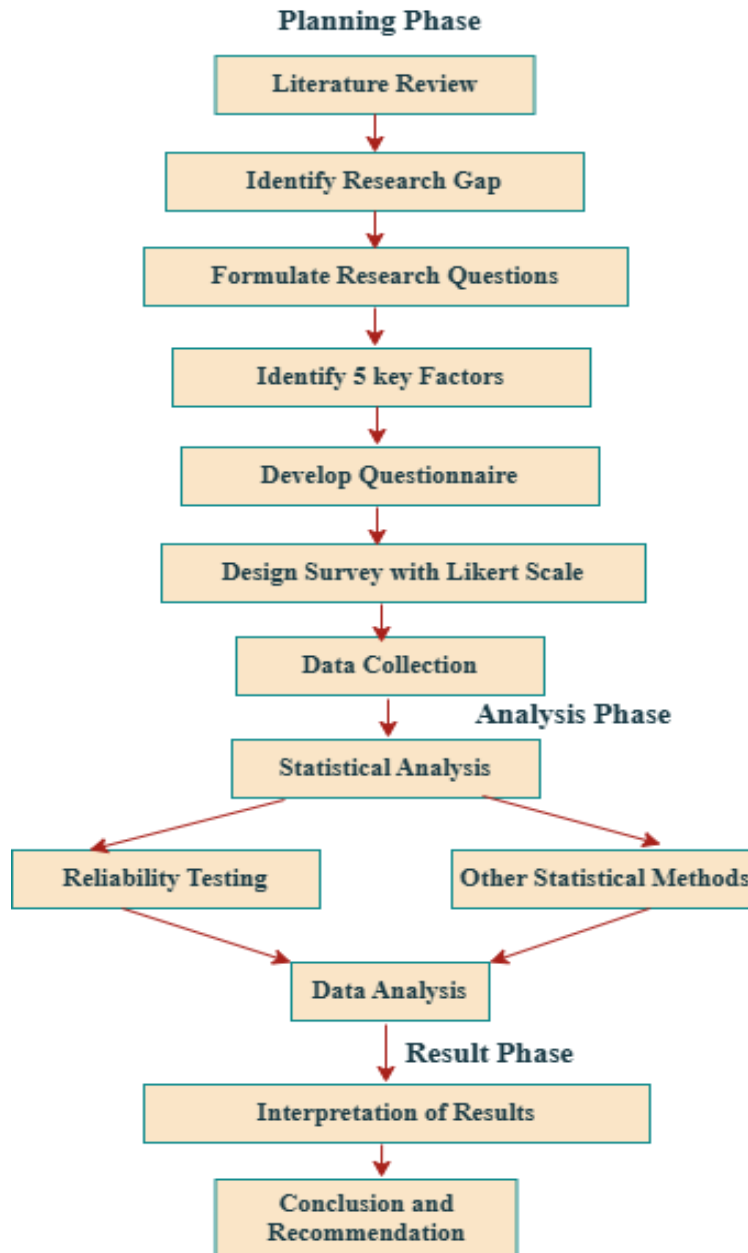 Planning Phase
Literature Review
Identify Research Gap
Formulate Research Questions
Identify 5 key Factors
Develop Questionnaire
Design Survey with Likert Scale
Data Collection
Analysis Phase
Statistical Analysis
Reliability Testing
Other Statistical Methods
Data Analysis
Result Phase
Interpretation of Results
Conclusion and
Recommendation